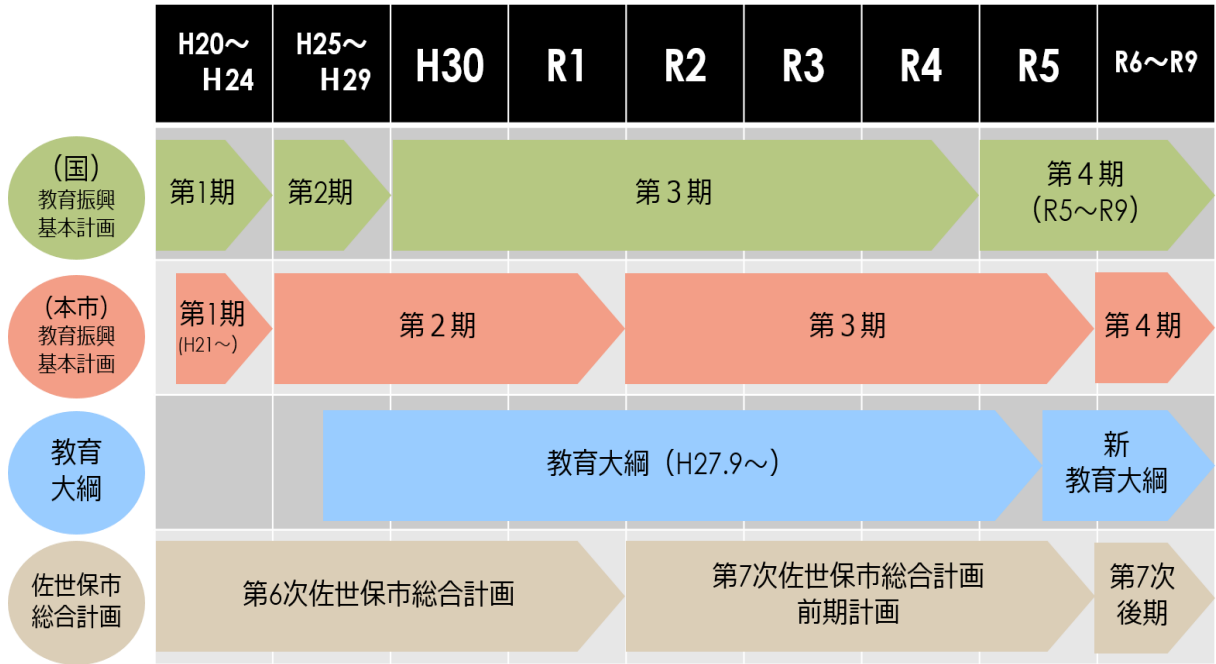 H20～
H24
H25～
H29
H30
R1
R2
R3
R4
R5
R6～R9
（国）
教育振興
基本計画
第1期
第2期
第３期
第４期
（R5～R9）
（本市）
教育振興
基本計画
第1期
(H21～)
第２期
第３期
第４期
教育
大綱
教育大綱（H27.9～）
新
教育大綱
佐世保市
総合計画
第6次佐世保市総合計画
第7次佐世保市総合計画
前期計画
第7次
後期